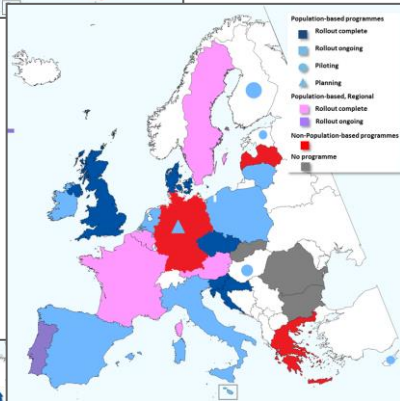 Population-based programmes
Rollout complete
Rollout ongoing
Piloting
Planning
Population-based, Regional
Rollout complete
Rollout ongoing
Non-Population-based programmes
No programme